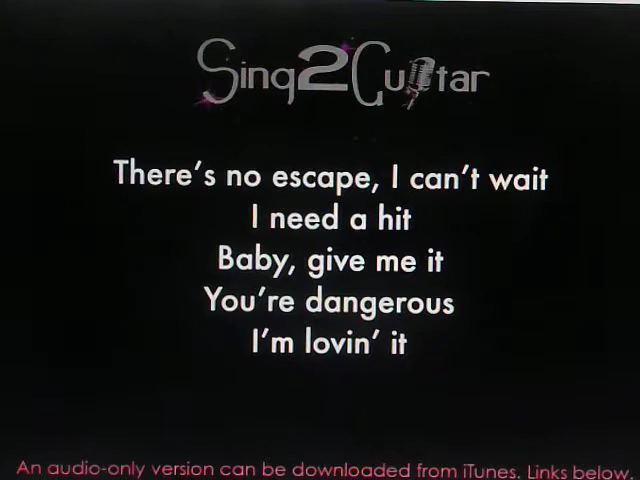 Sing2Guitar
There's no escape, I can't wait
I need a hit
Baby, give me it
You're dangerous
I'm lovin' it
An audio-only version can be downloaded from iTunes. Links below.